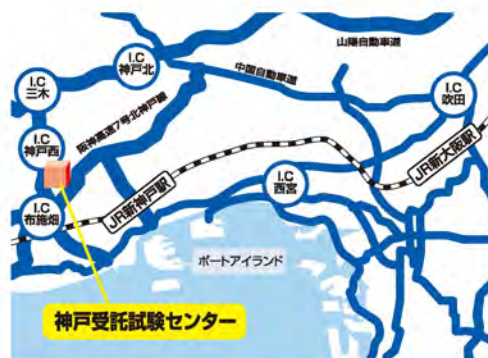 山陽自動車道
I.C
神戸北
中国自動車道
I.C
三木
I.C
吹田
阪神高速7号北神戸線
I.C
神戸西
JR新大阪駅
JR新神戸駅
I.C
西宮
I.C
布施畑
ポートアイランド
神戸受託試験センター